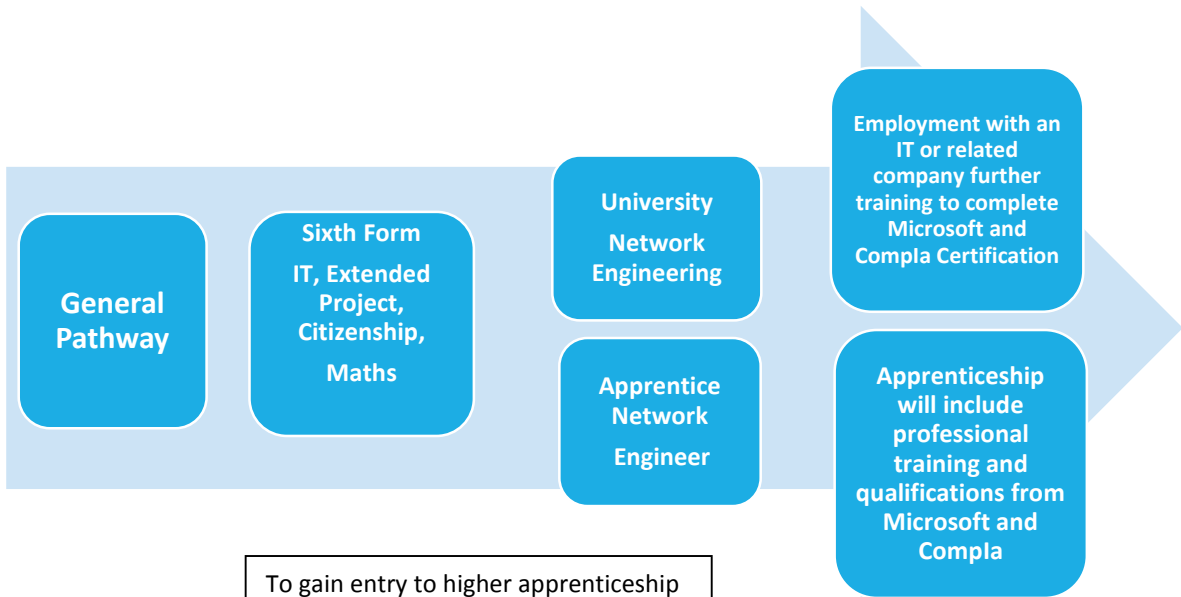 General
Pathway
Sixth Form
IT, Extended
Project,
Citizenship,
Maths
University
Network
Engineering
Apprentice
Network
Engineer
Employment with an
IT or related
company further
training to complete
Microsoft and
CompIa Certification
Apprenticeship
will include
professional
training and
qualifications from
Microsoft and
CompIa
To gain entry to higher apprenticeship